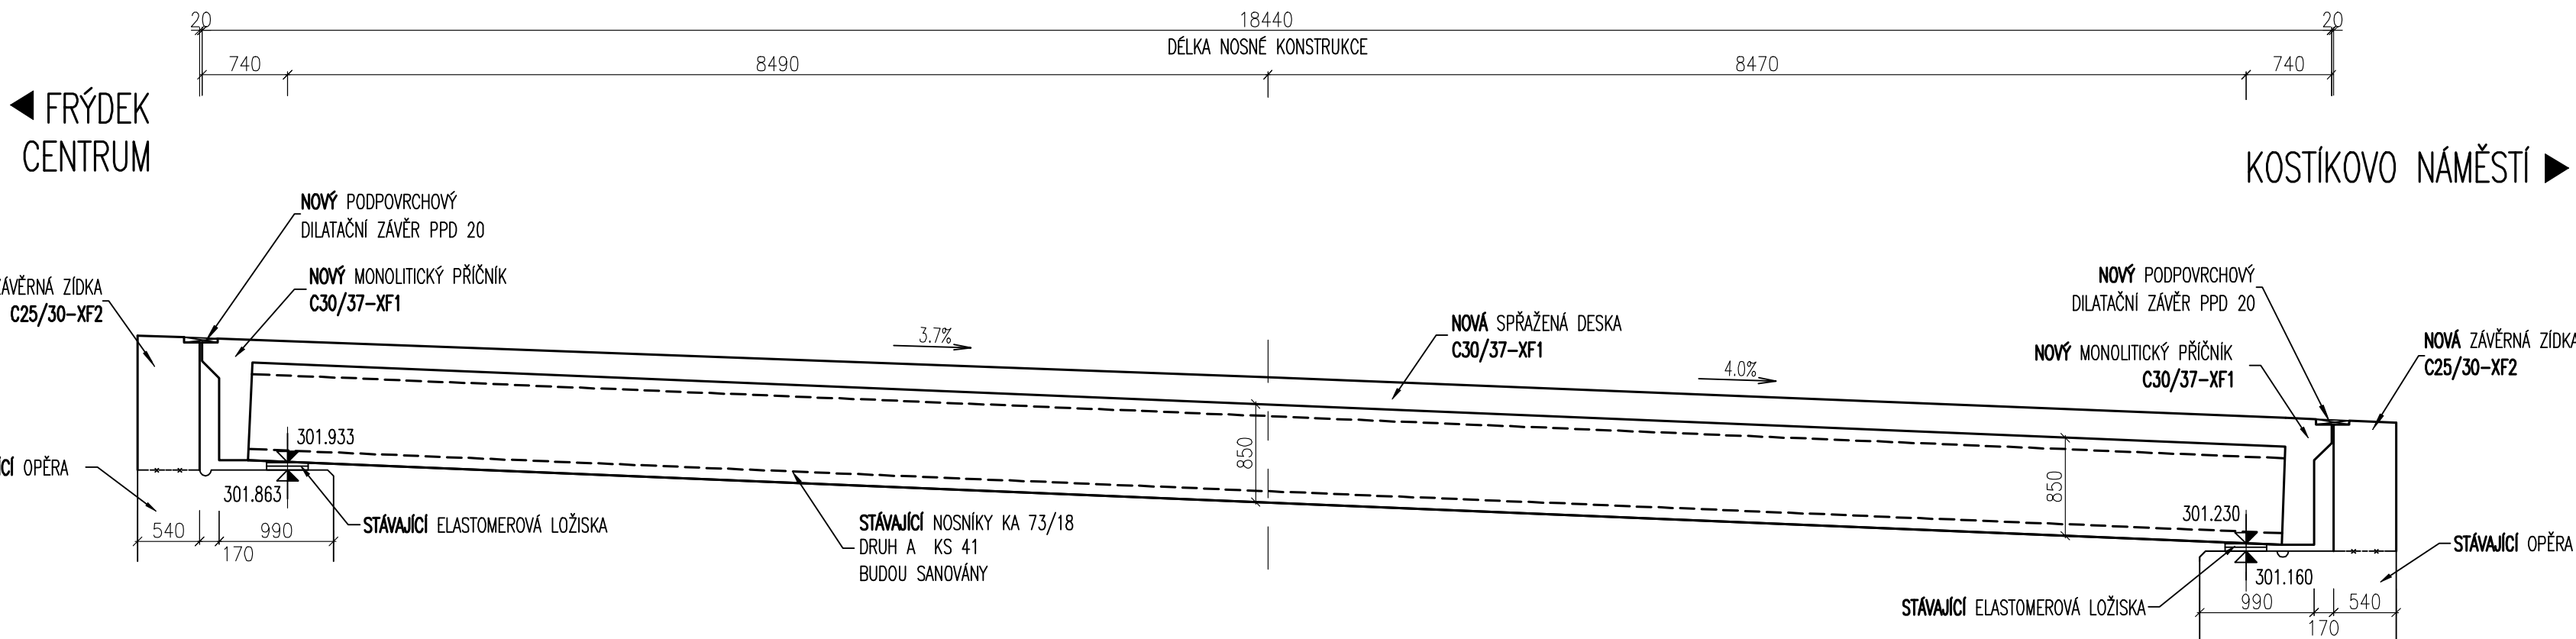 20
18440
20
DÉLKA NOSNÉ KONSTRUKCE
740
8490
8470
740
FRÝDEK
CENTRUM
KOSTÍKOVO NÁMĚSTÍ
NOVÝ PODPOVRCHOVÝ
DILATAČNÍ ZÁVĚR PPD 20
ZÁVĚRNÁ ZÍDKA
C25/30-XF2
NOVÝ MONOLITICKÝ PŘÍČNÍK
C30/37-XF1
3.7%
NOVÁ SPŘAŽENÁ DESKA
C30/37-XF1
4.0%
NOVÝ PODPOVRCHOVÝ
DILATAČNÍ ZÁVĚR PPD 20
NOVÝ MONOLITICKÝ PŘÍČNÍK
C30/37-XF1
NOVÁ ZÁVĚRNÁ ZÍDKA
C25/30-XF2
301.933
301.863
OPĚRA
540
990
170
STÁVAJÍCÍ ELASTOMEROVÁ LOŽISKA
STÁVAJÍCÍ NOSNÍKY KA 73/18
DRUH A KS 41
BUDOU SANOVÁNY
850
850
301.230
301.160
STÁVAJÍCÍ OPĚRA
STÁVAJÍCÍ ELASTOMEROVÁ LOŽISKA
990
540
170